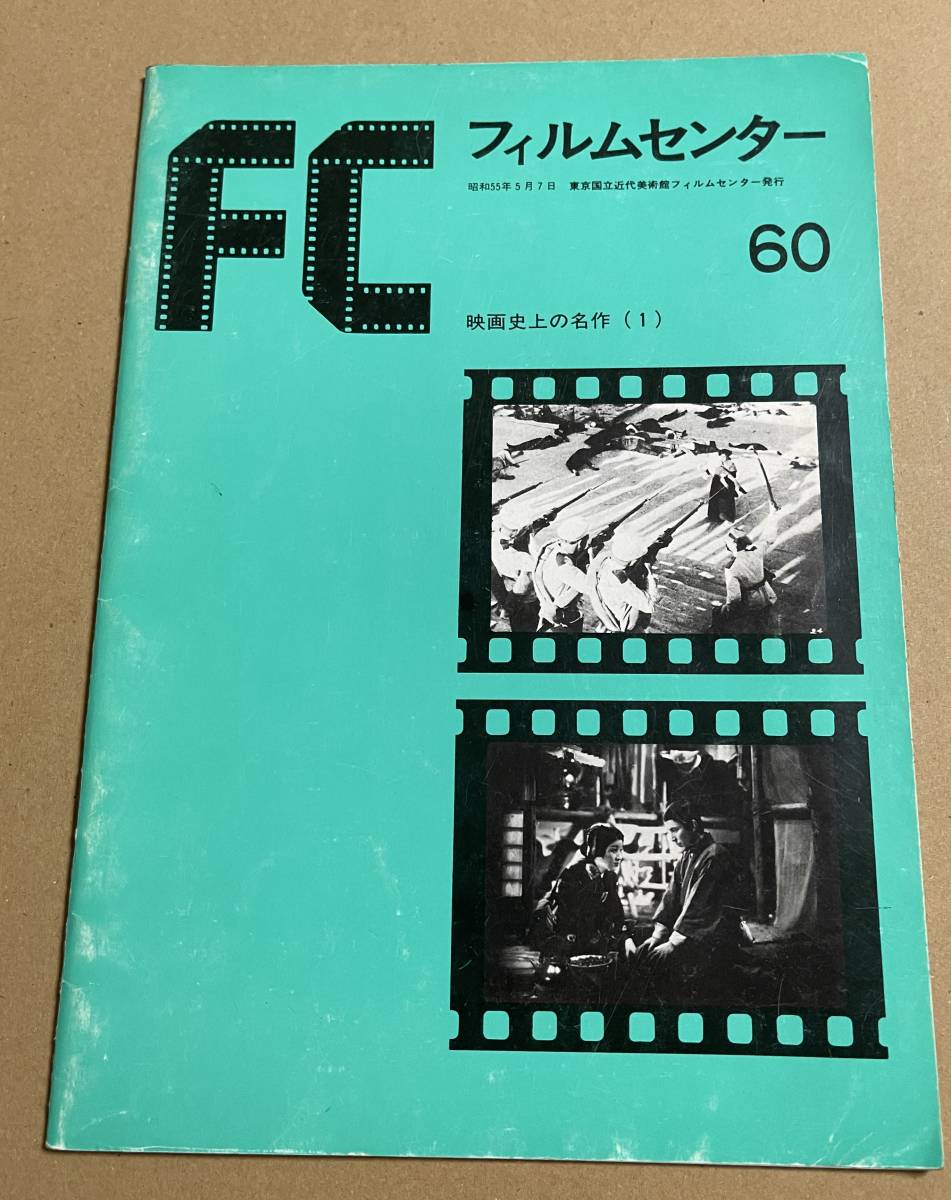 FC
フィルムセンター
昭和55年5月7日 東京国立近代美術館フィルムセンター発行
60
映画史上の名作(1)